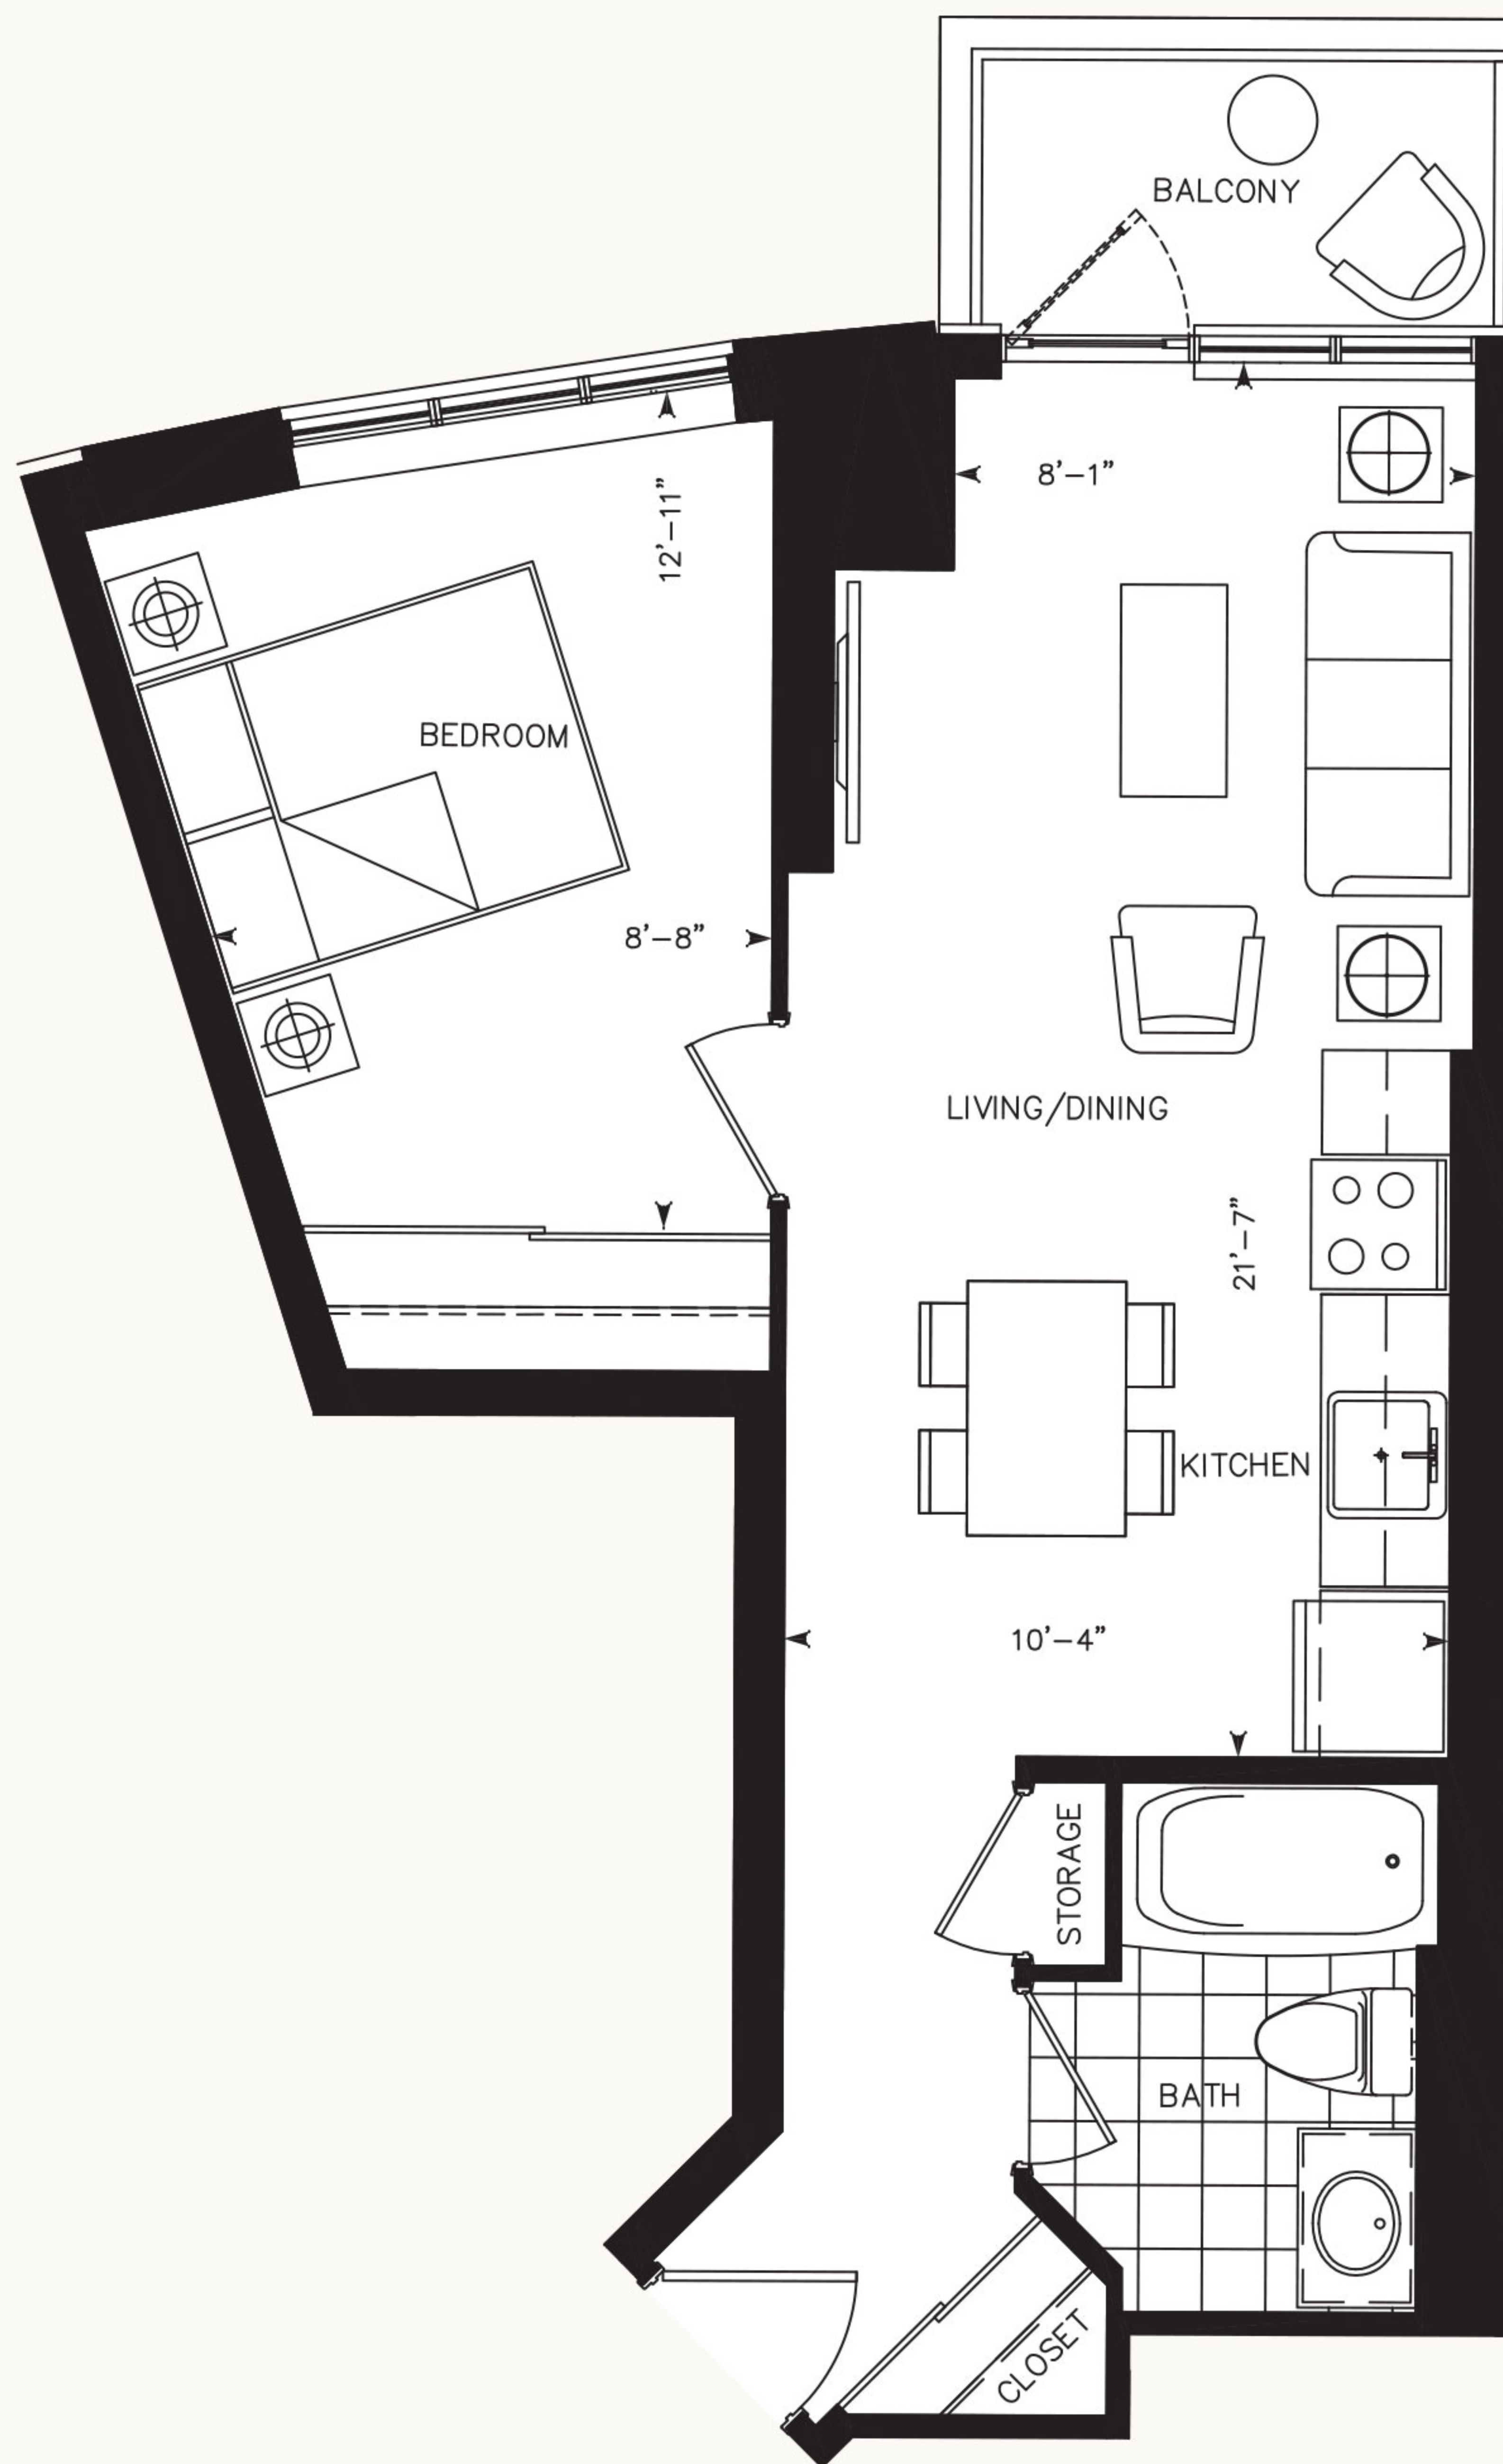 BALCONY
8'-1"
12'-11"
BEDROOM
8'-8"
LIVING/DINING
21'-7"
KITCHEN
10'-4"
STORAGE
BATH
CLOSET